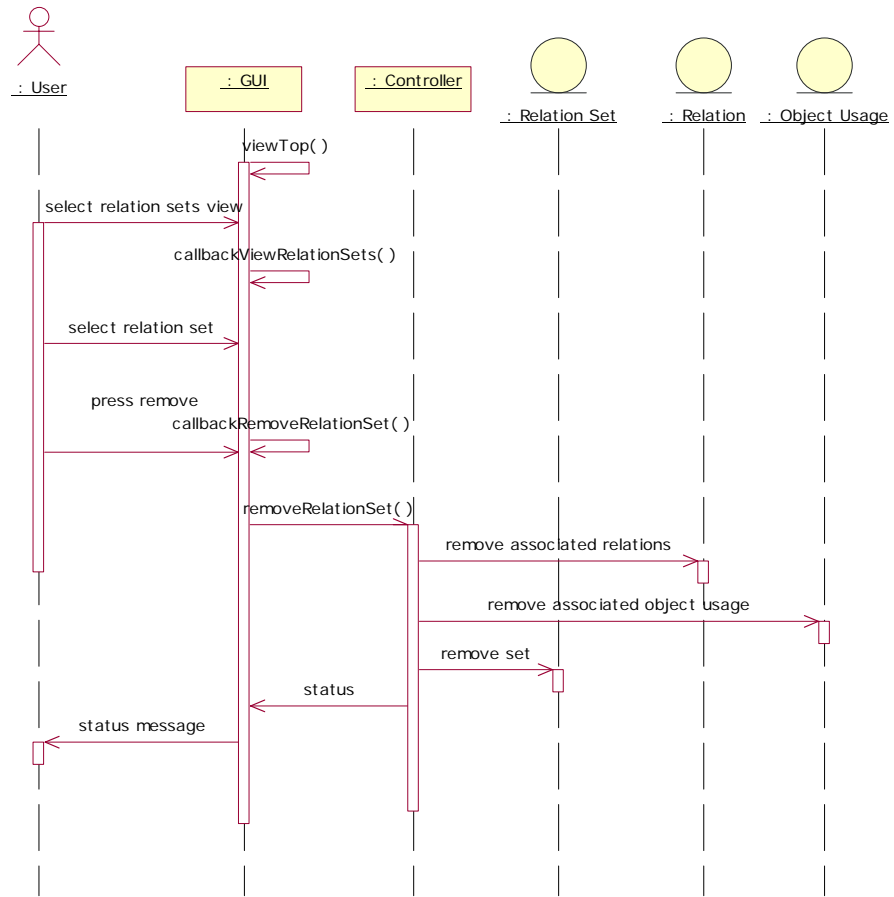 : User
: GUI
: Controller
: Relation Set
: Relation
: Object Usage
viewTop( )
select relation sets view
callbackViewRelationSets( )
select relation set
press remove
callbackRemoveRelationSet( )
removeRelationSet( )
remove associated relations
remove associated object usage
remove set
status
status message